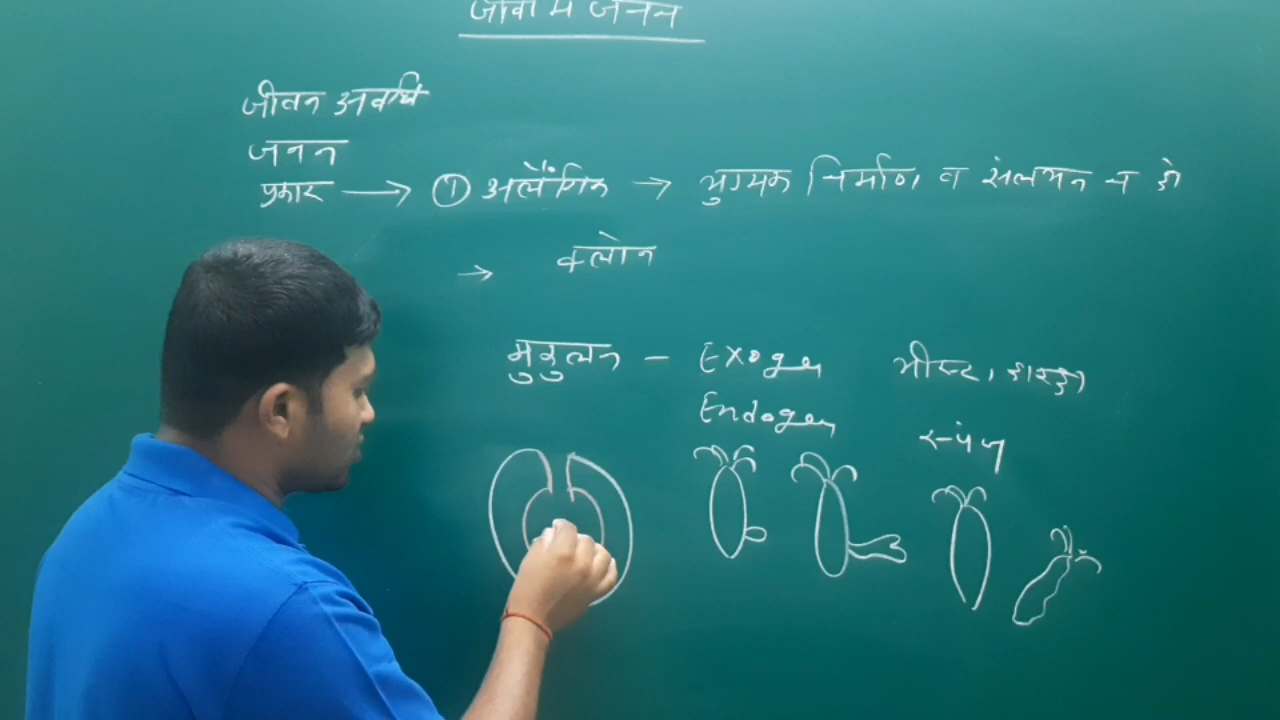 जीवों में जनन
जीवन अवधि
जनन
प्रकार → ① अलैंगिक → युग्मक निर्माण व संलयन न हो
→ क्लोन
मुकुलन - Exogen यीस्ट, हाइड्रा
Endogen स्पंज